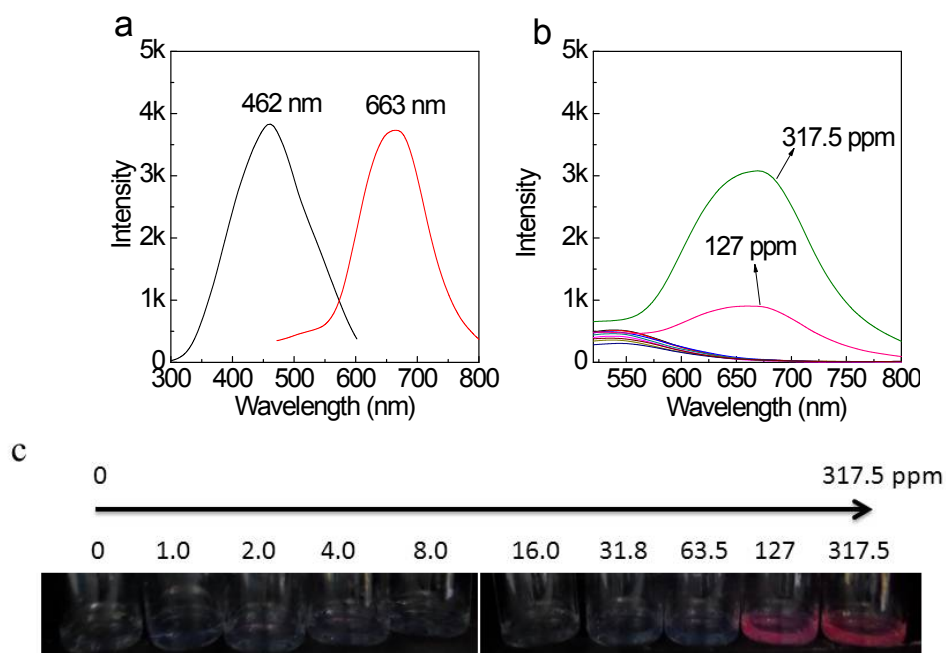 a
5k
4k
3k
2k
1k
0
Intensity
462 nm
663 nm
300 400 500 600 700 800
Wavelength (nm)
b
5k
4k
3k
2k
1k
0
Intensity
317.5 ppm
127 ppm
550 600 650 700 750 800
Wavelength (nm)
c
0 317.5 ppm
0 1.0 2.0 4.0 8.0 16.0 31.8 63.5 127 317.5